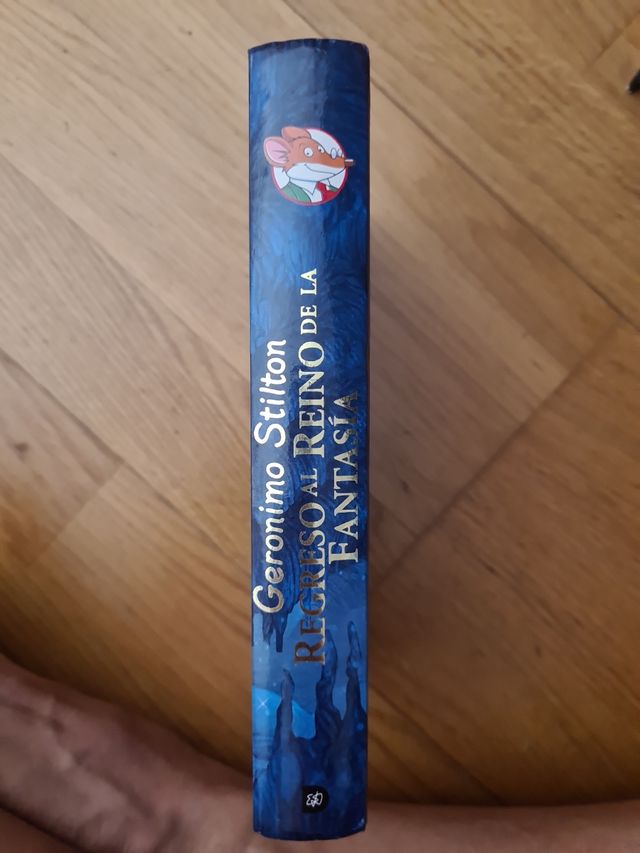 Geronimo Stilton
REGRESO AL REINO DE LA
FANTASÍA